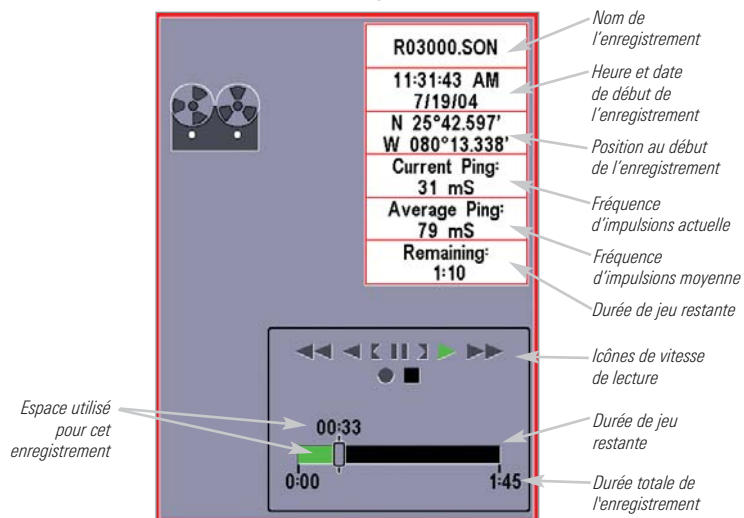 R03000.SON
11:31:43 AM
7/19/04
N 25°42.597'
W 080°13.338'
Current Ping:
31 mS
Average Ping:
79 mS
Remaining:
1:10
00:33
0:00
1:45
Nom de
l’enregistrement
Heure et date
de début de
l’enregistrement
Position au début
de l’enregistrement
Fréquence
d’impulsions actuelle
Fréquence
d’impulsions moyenne
Durée de jeu restante
Icônes de vitesse
de lecture
Espace utilisé
pour cet
enregistrement
Durée de jeu
restante
Durée totale de
l'enregistrement